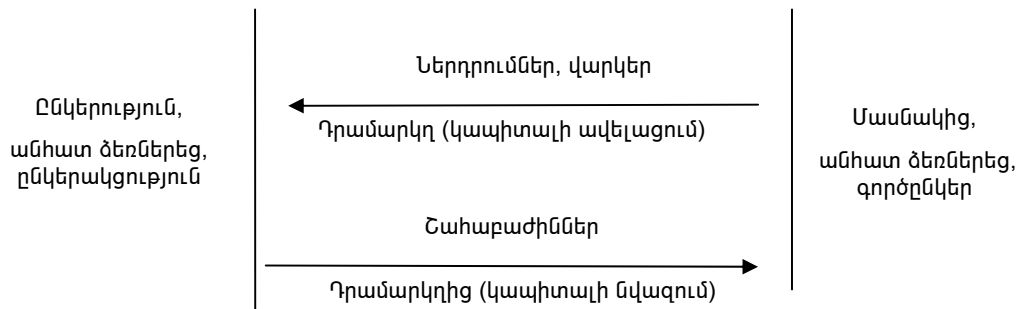 Ներդրումներ, վարկեր
Ընկերություն,
անհատ ձեռներեց,
ընկերակցություն
Դրամարկղ (կապիտալի ավելացում)
Մասնակից,
անհատ ձեռներեց,
գործընկեր
Շահաբաժիններ
Դրամարկղից (կապիտալի նվազում)